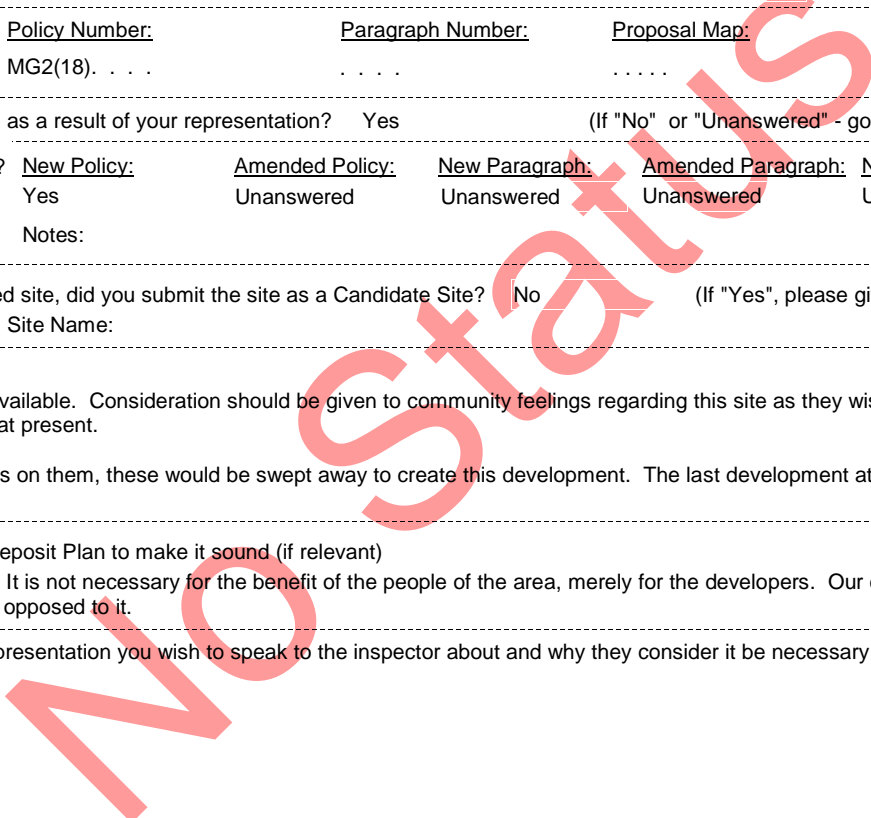 Policy Number: Paragraph Number: Proposal Map:
MG2(18). . . . . . . . . . . . .
as a result of your representation? Yes (If "No" or "Unanswered" - go
? New Policy: Amended Policy: New Paragraph: Amended Paragraph: N
Yes Unanswered Unanswered Unanswered U
Notes:
ed site, did you submit the site as a Candidate Site? No (If "Yes", please gi
Site Name:
vailable. Consideration should be given to community feelings regarding this site as they wis
at present.
s on them, these would be swept away to create this development. The last development at
eposit Plan to make it sound (if relevant)
It is not necessary for the benefit of the people of the area, merely for the developers. Our
opposed to it.
presentation you wish to speak to the inspector about and why they consider it be necessary
No Status